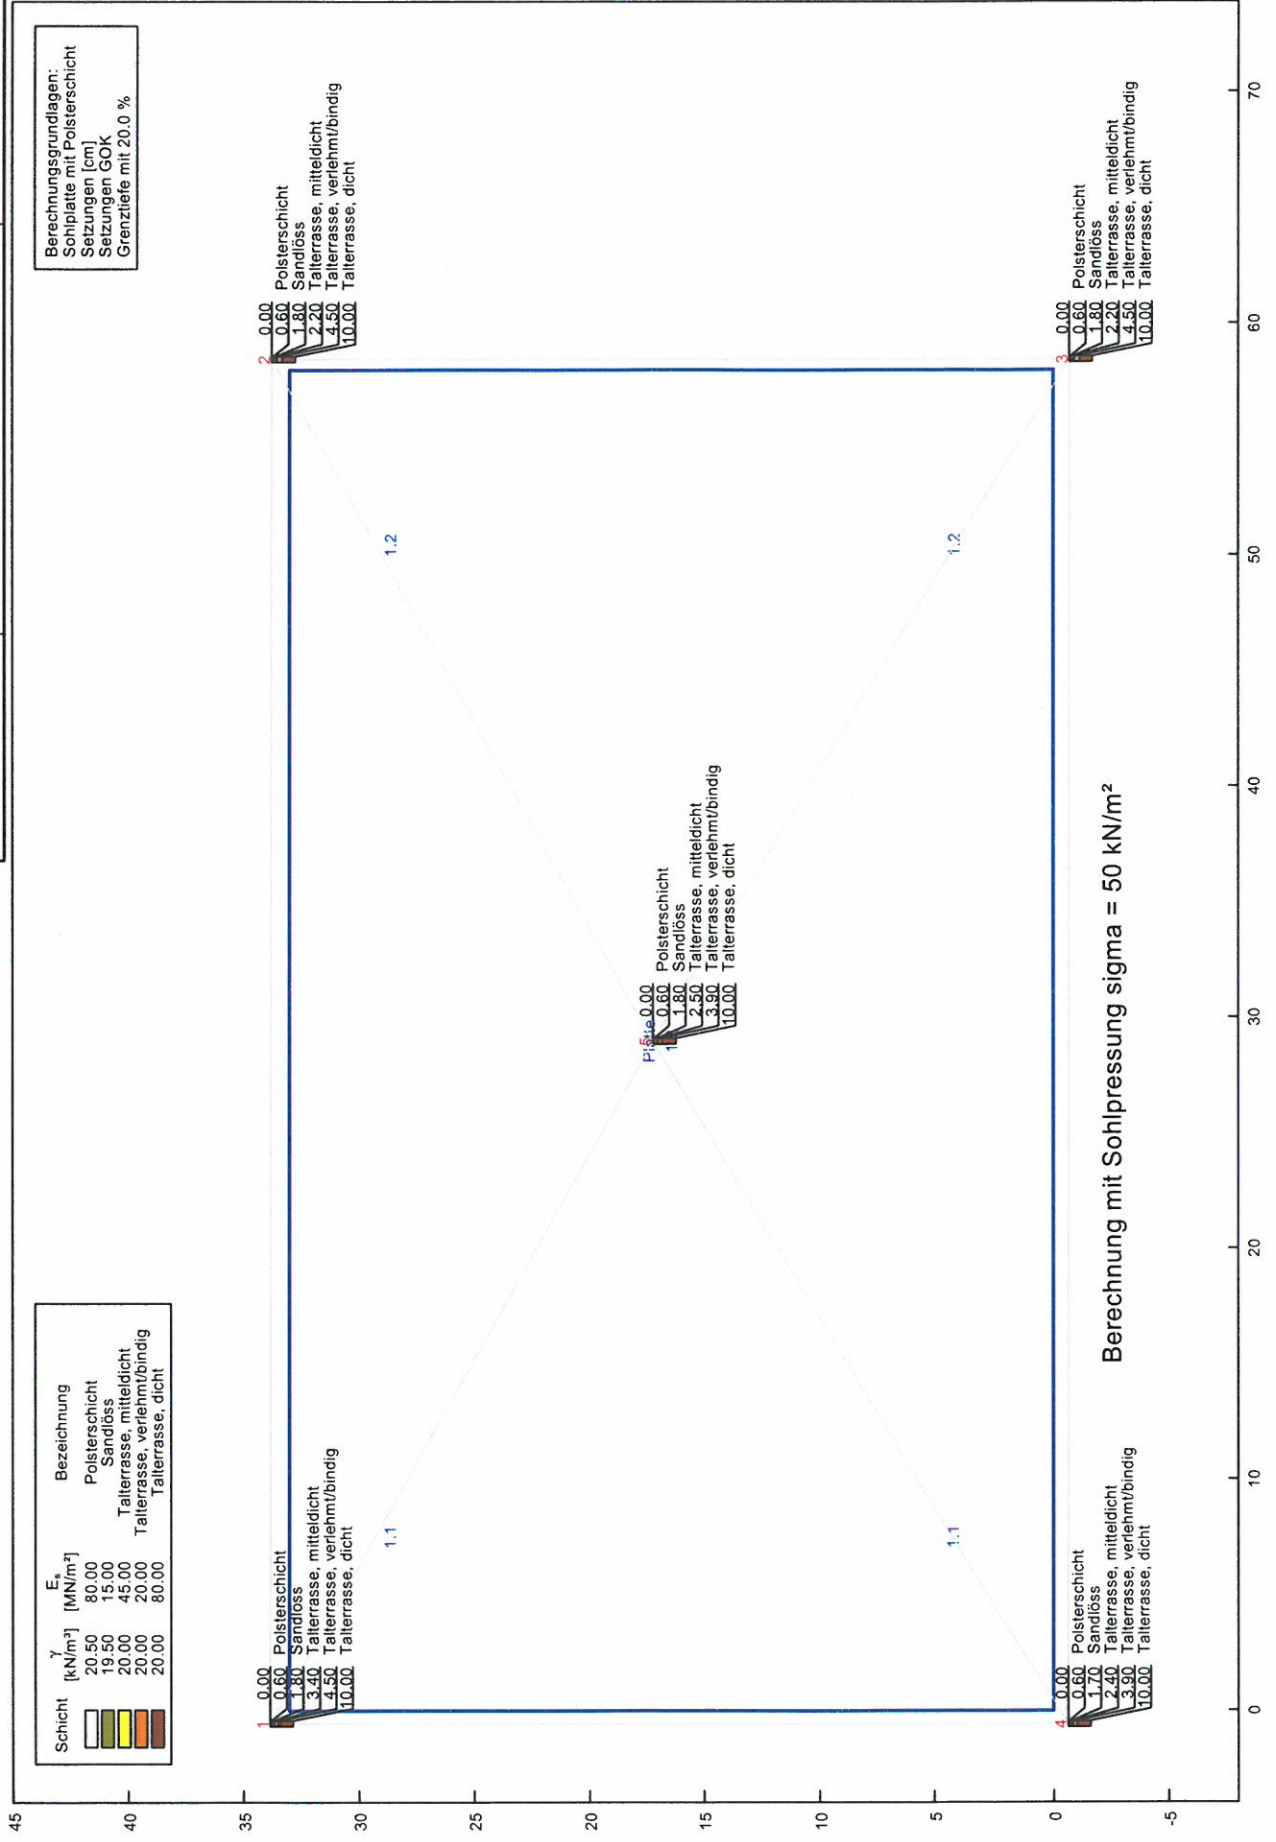 Schicht γ [kN/m³] Eₛ [MN/m²] Bezeichnung
20.50 80.00 Polsterschicht
19.50 15.00 Sandlöss
20.00 45.00 Talterrasse, mitteldicht
20.00 20.00 Talterrasse, verlehmt/bindig
20.00 80.00 Talterrasse, dicht
Berechnungsgrundlagen:
Sohlplatte mit Polsterschicht
Setzungen [cm]
Setzungen GOK
Grenztiefe mit 20.0 %
1
0.00
0.60 Polsterschicht
1.80 Sandlöss
3.40 Talterrasse, mitteldicht
4.50 Talterrasse, verlehmt/bindig
10.00 Talterrasse, dicht
2
0.00
0.60 Polsterschicht
1.80 Sandlöss
2.20 Talterrasse, mitteldicht
4.50 Talterrasse, verlehmt/bindig
10.00 Talterrasse, dicht
1.1
1.2
5
0.00
0.60 Polsterschicht
1.80 Sandlöss
2.50 Talterrasse, mitteldicht
3.90 Talterrasse, verlehmt/bindig
10.00 Talterrasse, dicht
1.1
1.2
4
0.00
0.60 Polsterschicht
1.70 Sandlöss
2.40 Talterrasse, mitteldicht
3.90 Talterrasse, verlehmt/bindig
10.00 Talterrasse, dicht
3
0.00
0.60 Polsterschicht
1.80 Sandlöss
2.20 Talterrasse, mitteldicht
4.50 Talterrasse, verlehmt/bindig
10.00 Talterrasse, dicht
Berechnung mit Sohlpressung sigma = 50 kN/m²
45
40
35
30
25
20
15
10
5
0
-5
0 10 20 30 40 50 60 70